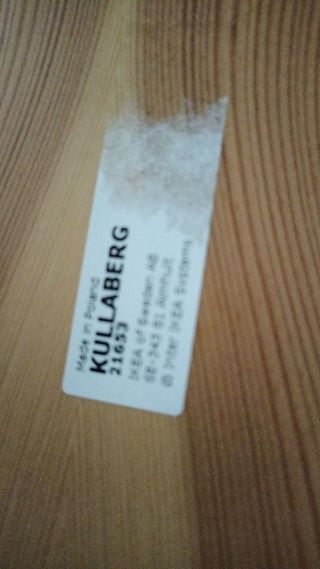 Made in Poland
KULLABERG
21653
IKEA of Sweden AB
SE-343 81 Älmhult
© Inter IKEA Systems